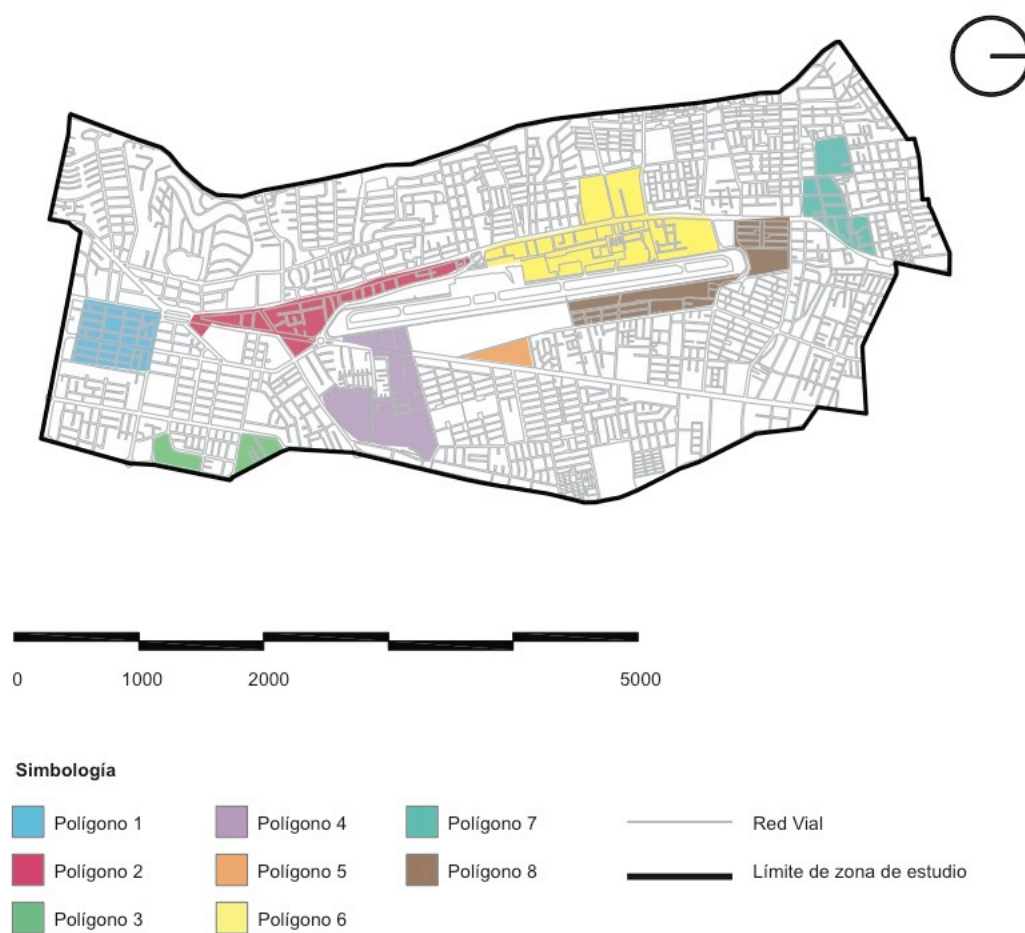 0 1000 2000 5000
Simbología
Polígono 1 Polígono 4 Polígono 7 Red Vial
Polígono 2 Polígono 5 Polígono 8 Límite de zona de estudio
Polígono 3 Polígono 6